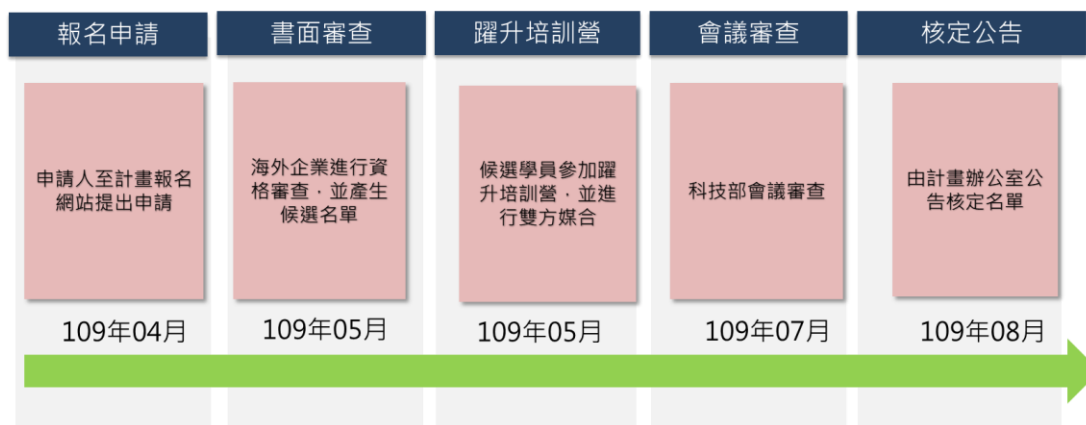 報名申請
書面審查
躍升培訓營
會議審查
核定公告
申請人至計畫報名
網站提出申請
海外企業進行資
格審查，並產生
候選名單
候選學員參加躍
升培訓營，並進
行雙方媒合
科技部會議審查
由計畫辦公室公
告核定名單
109年04月
109年05月
109年05月
109年07月
109年08月